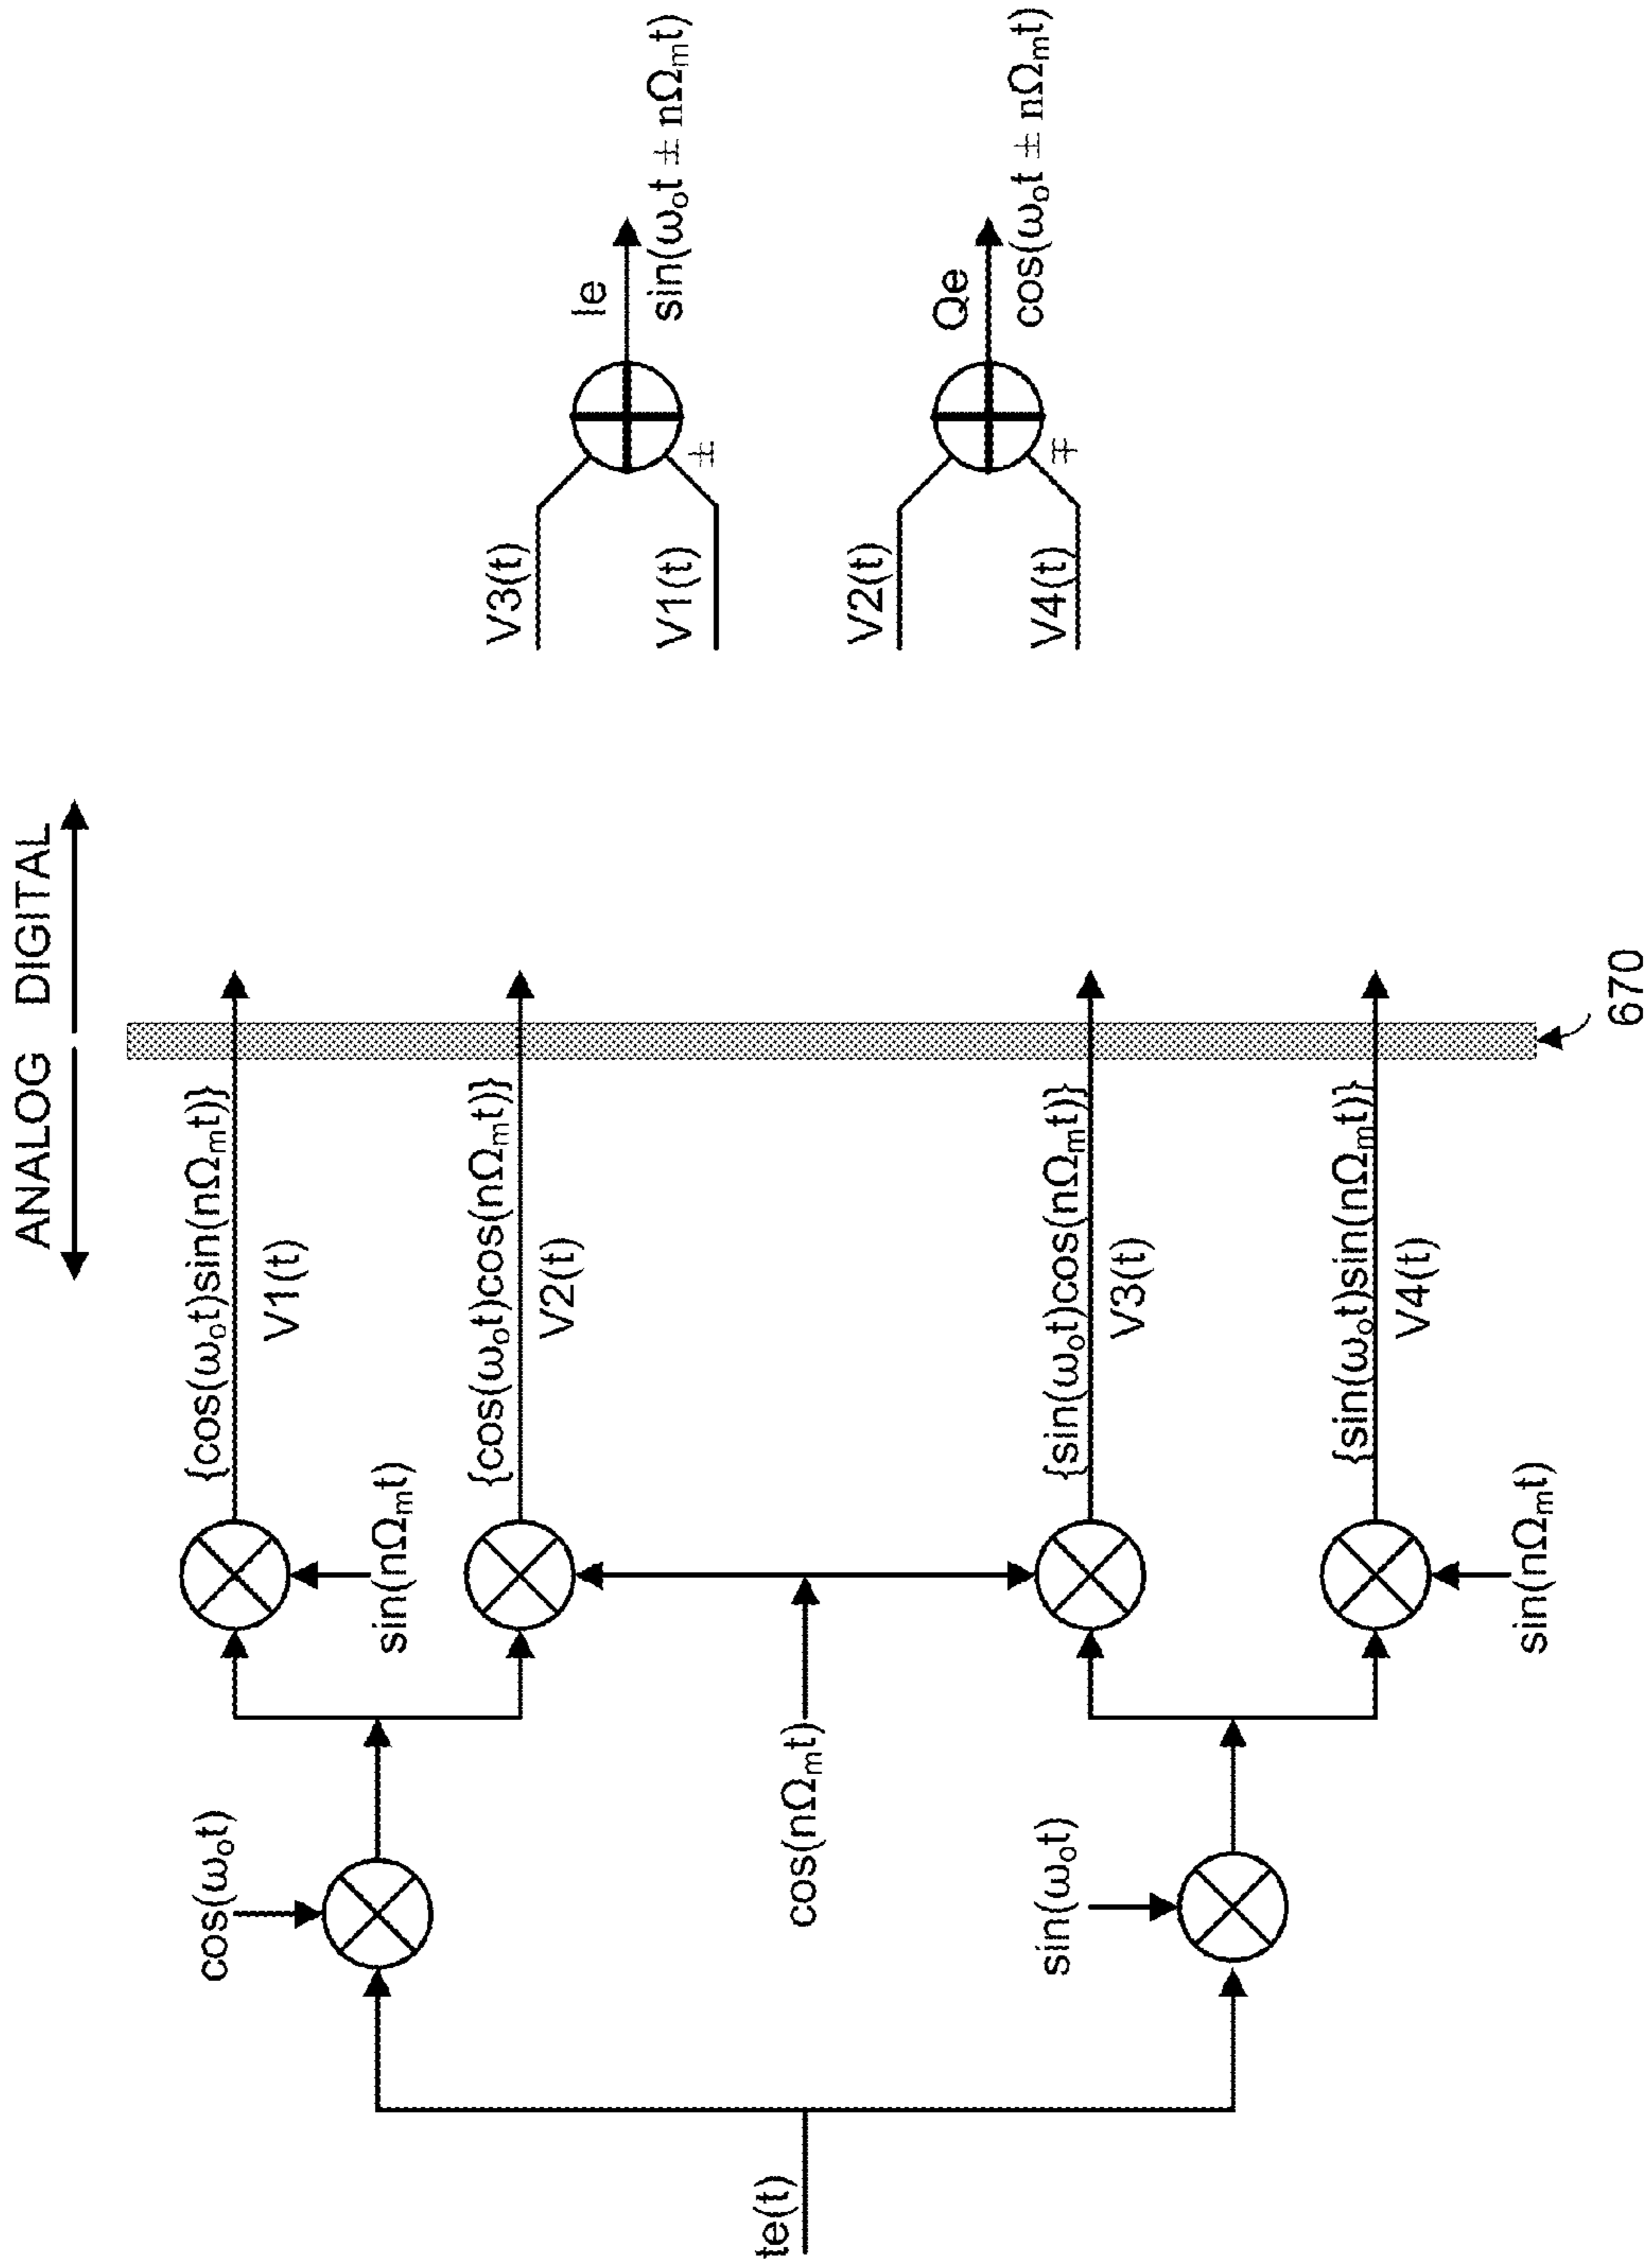 ANALOG DIGITAL
te(t)
cos(ωₒt)
cos(nΩₘt)
sin(ωₒt)
sin(nΩₘt)
sin(nΩₘt)
{cos(ωₒt)sin(nΩₘt)}
V1(t)
{cos(ωₒt)cos(nΩₘt)}
V2(t)
{sin(ωₒt)cos(nΩₘt)}
V3(t)
{sin(ωₒt)sin(nΩₘt)}
V4(t)
670
V3(t)
V1(t)
±
Ie
sin(ωₒt ± nΩₘt)
V2(t)
V4(t)
∓
Qe
cos(ωₒt ± nΩₘt)